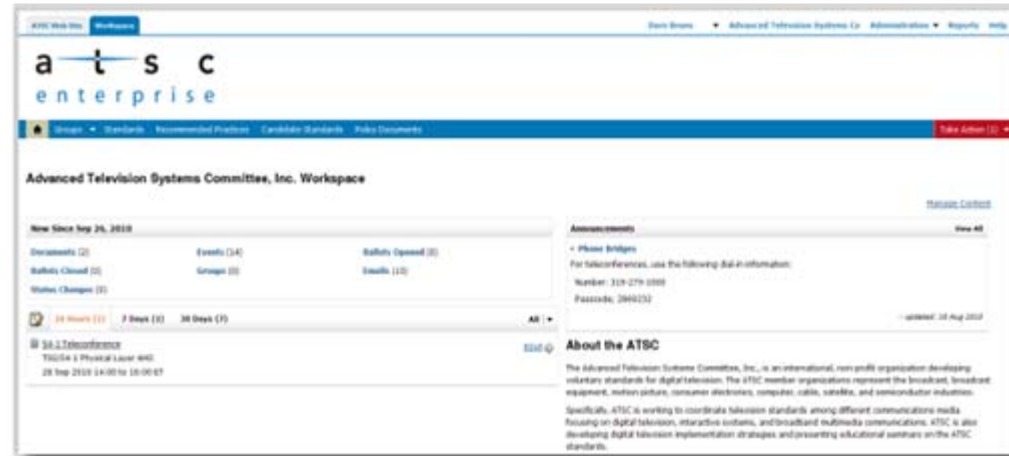 ATSC Web Site Workspace
Advanced Television Systems Co Administration Reports Help
a t s c
enterprise
Groups Standards Recommended Practices Candidate Standards Policy Documents
Take Action (2)
Advanced Television Systems Committee, Inc. Workspace
Manage Content
New Since Sep 26, 2010
Documents (2) Events (14) Ballots Opened (0)
Ballots Closed (0) Groups (0) Emails (10)
Status Changes (0)
24 Hours (1) 7 Days (1) 30 Days (7) All
S4-1 Teleconference
Physical Layer
28 Sep 2010 14:00 to 16:00 ET
RSVP
Announcements View All
Phone Bridges
For teleconferences, use the following dial-in information:
Number: 319-279-1000
Passcode:
- updated: 10 Aug 2010
About the ATSC
The Advanced Television Systems Committee, Inc., is an international, non-profit organization developing
voluntary standards for digital television. The ATSC member organizations represent the broadcast, broadcast
equipment, motion picture, consumer electronics, computer, cable, satellite, and semiconductor industries.
Specifically, ATSC is working to coordinate television standards among different communications media
focusing on digital television, interactive systems, and broadband multimedia communications. ATSC is also
developing digital television implementation strategies and presenting educational seminars on the ATSC
standards.